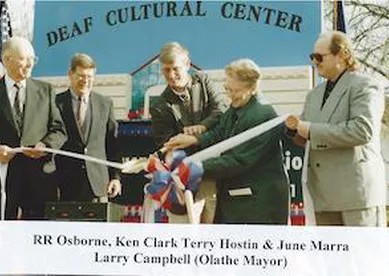 DEAF CULTURAL CENTER
RR Osborne, Ken Clark Terry Hostin & June Marra
Larry Campbell (Olathe Mayor)